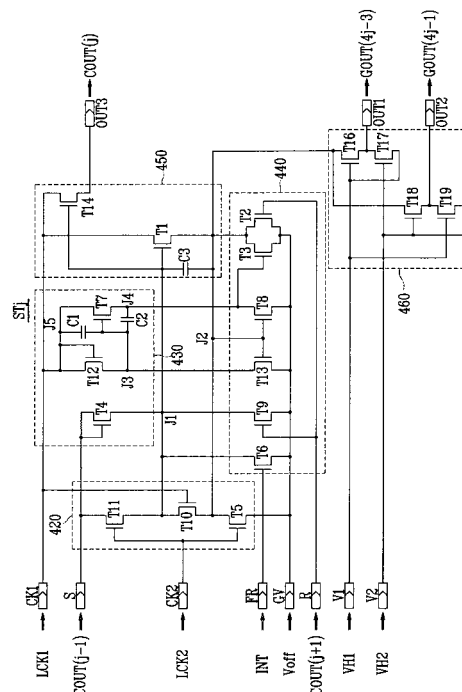 STj
450
COUT(j)
OUT3
T14
T1
C3
J5
C1
T7
J4
T12
C2
J3
430
T4
J1
J2
440
T2
T3
T8
T13
T9
T6
420
T11
T10
T5
GOUT(4j-3)
OUT1
T16
T17
GOUT(4j-1)
OUT2
T18
T19
460
LCK1
CK1
COUT(j-1)
S
LCK2
CK2
INT
FR
Voff
GV
COUT(j+1)
R
VH1
V1
VH2
V2